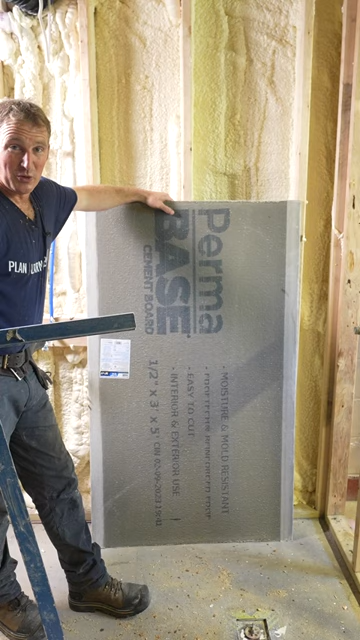 Perma
BASE
CEMENT BOARD
1/2" X 3' X 5'
• MOISTURE & MOLD RESISTANT
• EASY TO CUT
• INTERIOR & EXTERIOR USE
PLAN